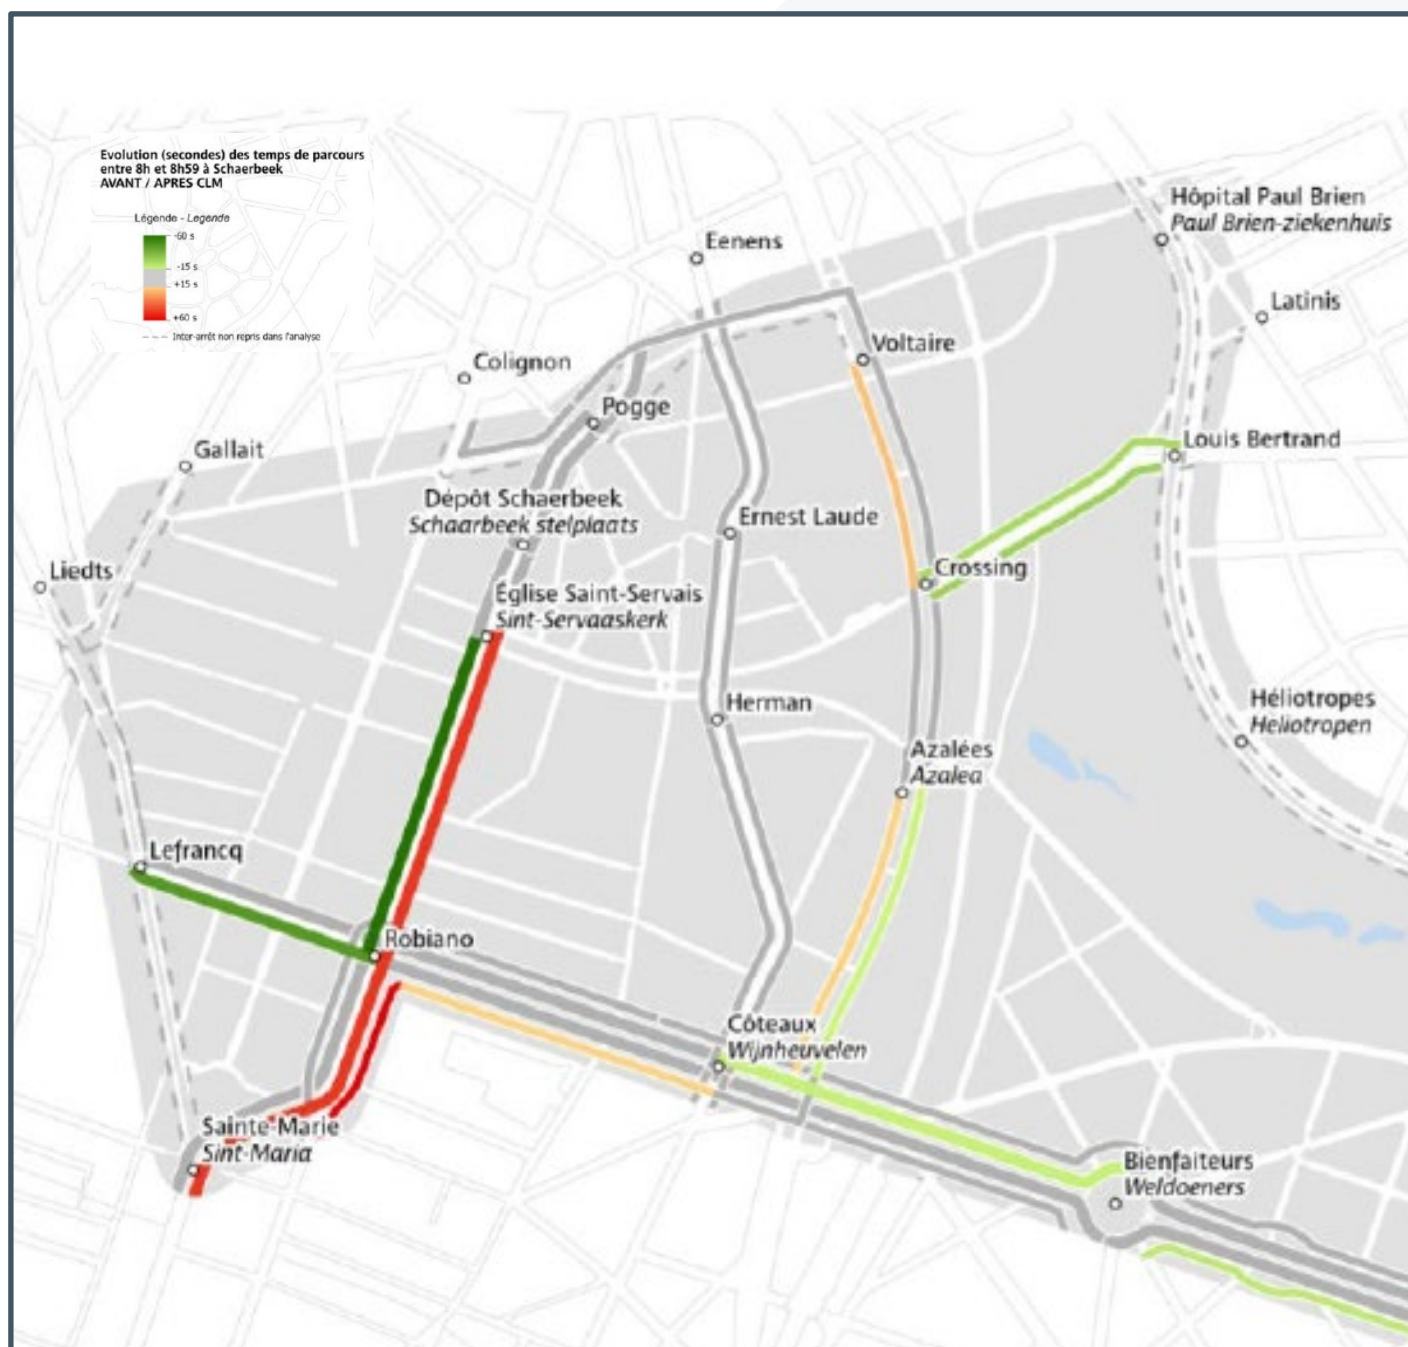 Evolution (secondes) des temps de parcours
entre 8h et 8h59 à Schaerbeek
AVANT / APRES CLM
Légende - Legende
-60 s
-15 s
+15 s
+60 s
Inter-arrêt non repris dans l'analyse
Hôpital Paul Brien
Paul Brien-ziekenhuis
Eenens
Latinis
Voltaire
Colignon
Pogge
Louis Bertrand
Gallait
Dépôt Schaerbeek
Schaarbeek stelplaats
Ernest Laude
Liedts
Crossing
Église Saint-Servais
Sint-Servaaskerk
Herman
Héliotropes
Heliotropen
Azalées
Azalea
Lefrancq
Robiano
Côteaux
Wijnheuvelen
Sainte-Marie
Sint-Maria
Bienfaiteurs
Weldoeners